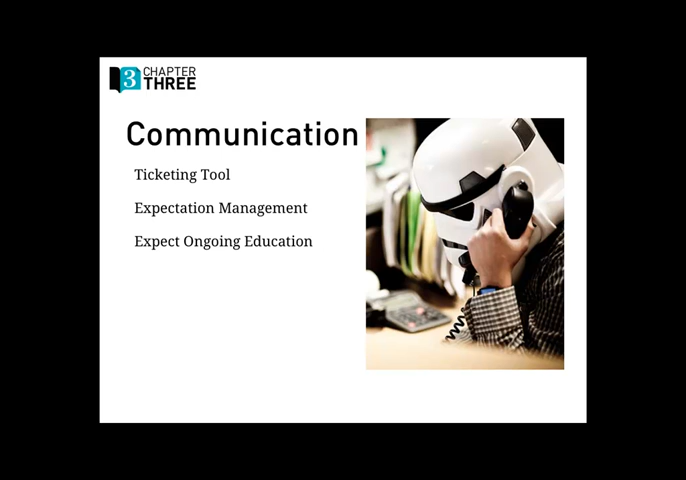 3 CHAPTER
THREE
Communication
Ticketing Tool
Expectation Management
Expect Ongoing Education